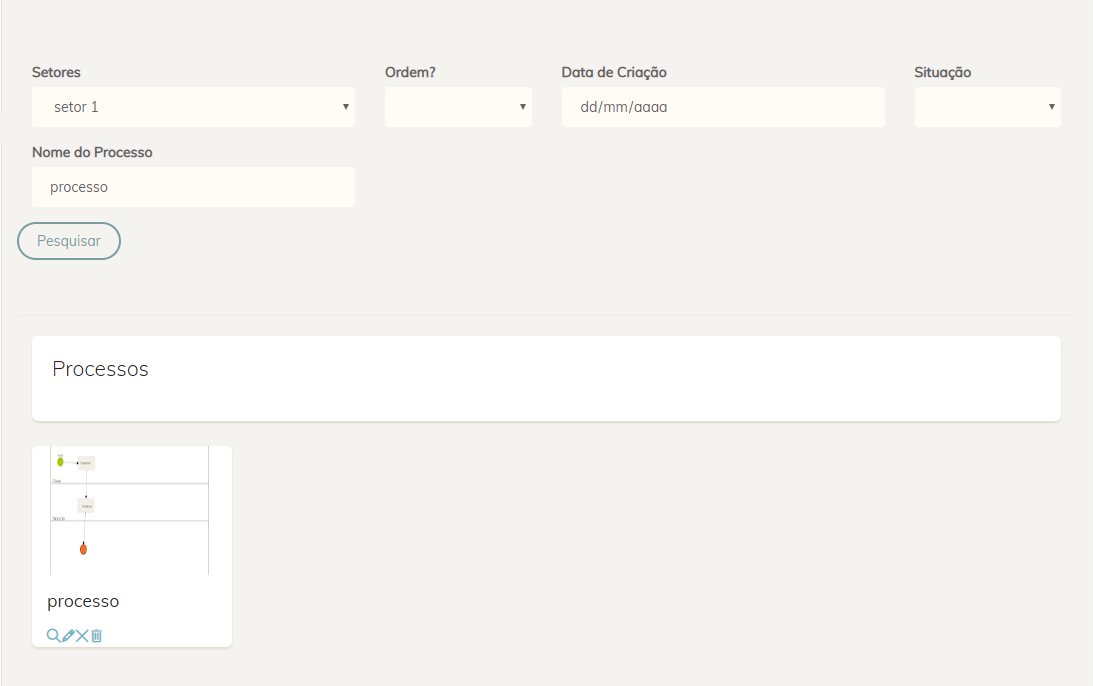 Setores
Ordem?
Data de Criação
Situação
setor 1
dd/mm/aaaa
Nome do Processo
processo
Pesquisar
Processos
processo